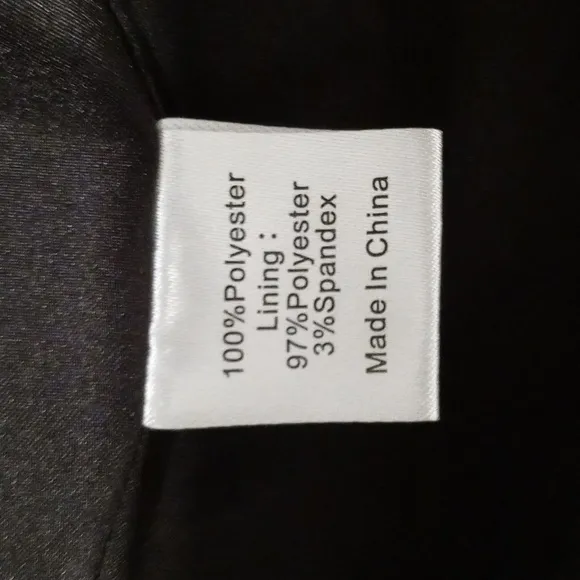 100%Polyester
Lining :
97%Polyester
3%Spandex
Made In China